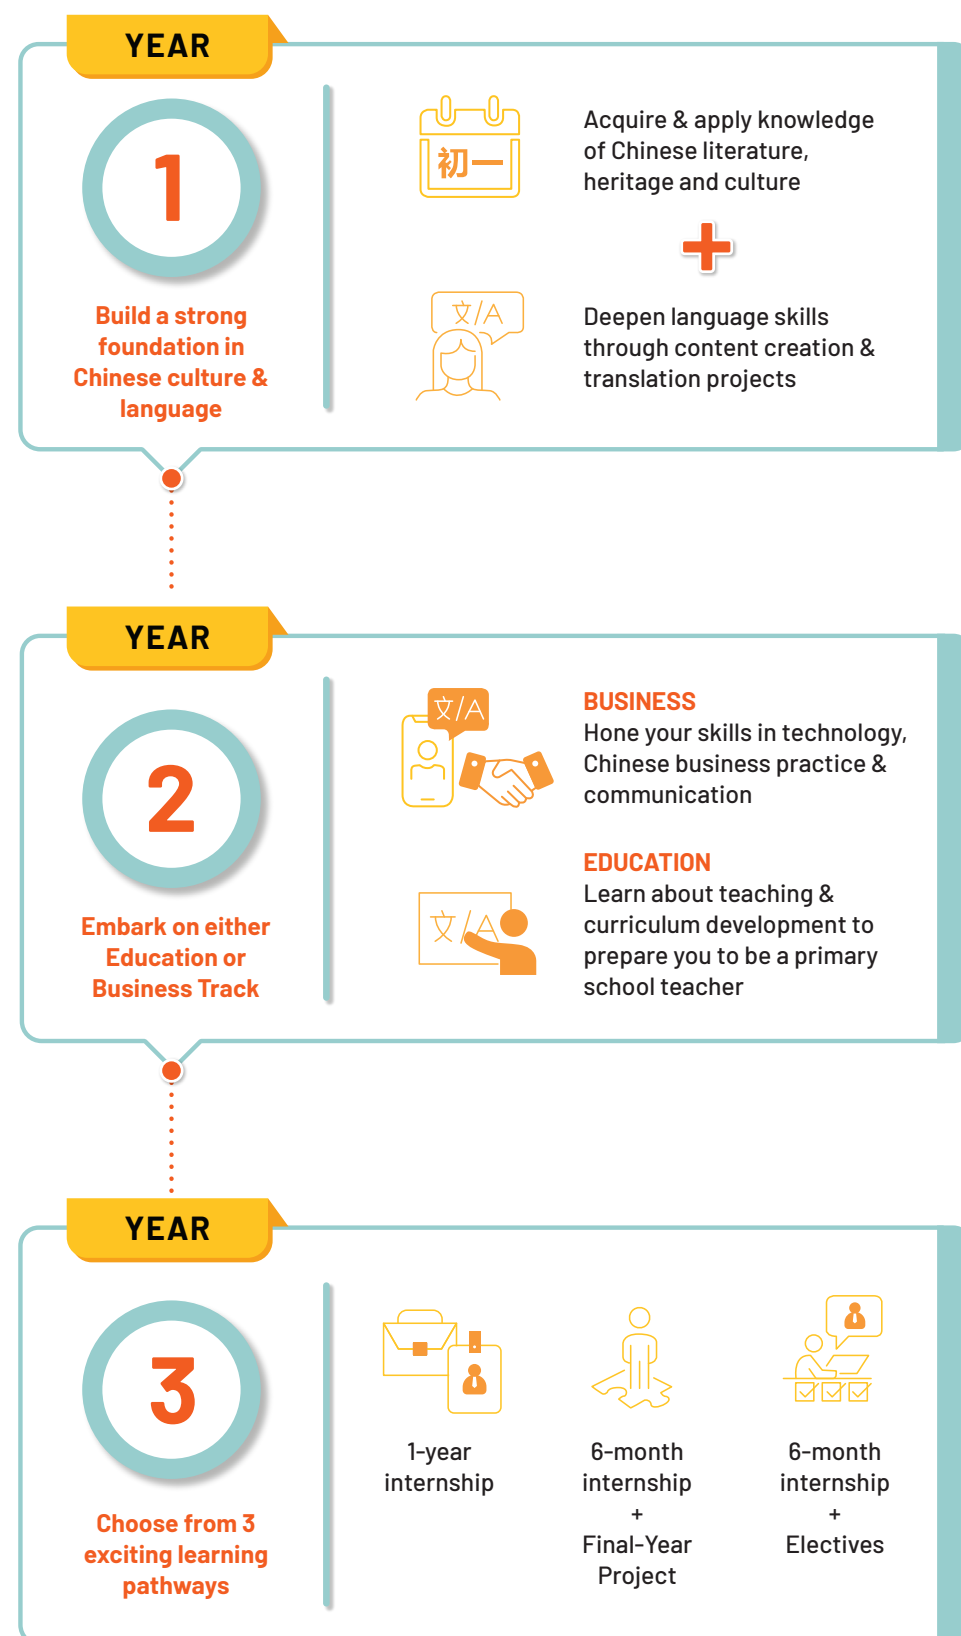 YEAR
1
Build a strong
foundation in
Chinese culture &
language
初一
Acquire & apply knowledge
of Chinese literature,
heritage and culture
文/A
Deepen language skills
through content creation &
translation projects
YEAR
2
Embark on either
Education or
Business Track
文/A
BUSINESS
Hone your skills in technology,
Chinese business practice &
communication
文/A
EDUCATION
Learn about teaching &
curriculum development to
prepare you to be a primary
school teacher
YEAR
3
Choose from 3
exciting learning
pathways
1-year
internship
6-month
internship
+
Final-Year
Project
6-month
internship
+
Electives